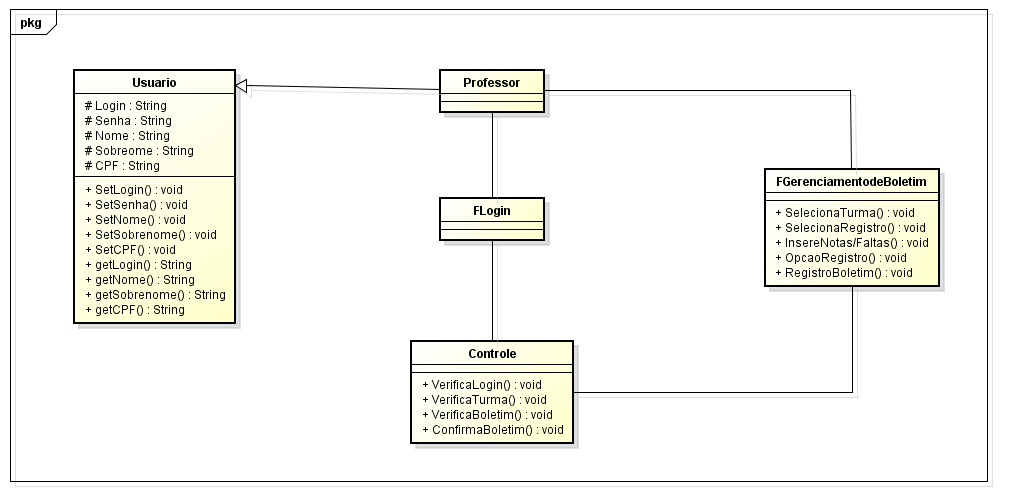 pkg
Usuario
# Login : String
# Senha : String
# Nome : String
# Sobreome : String
# CPF : String
+ SetLogin() : void
+ SetSenha() : void
+ SetNome() : void
+ SetSobrenome() : void
+ SetCPF() : void
+ getLogin() : String
+ getNome() : String
+ getSobrenome() : String
+ getCPF() : String
Professor
FLogin
Controle
+ VerificaLogin() : void
+ VerificaTurma() : void
+ VerificaBoletim() : void
+ ConfirmaBoletim() : void
FGerenciamentodeBoletim
+ SelecionaTurma() : void
+ SelecionaRegistro() : void
+ InsereNotas/Faltas() : void
+ OpcaoRegistro() : void
+ RegistroBoletim() : void